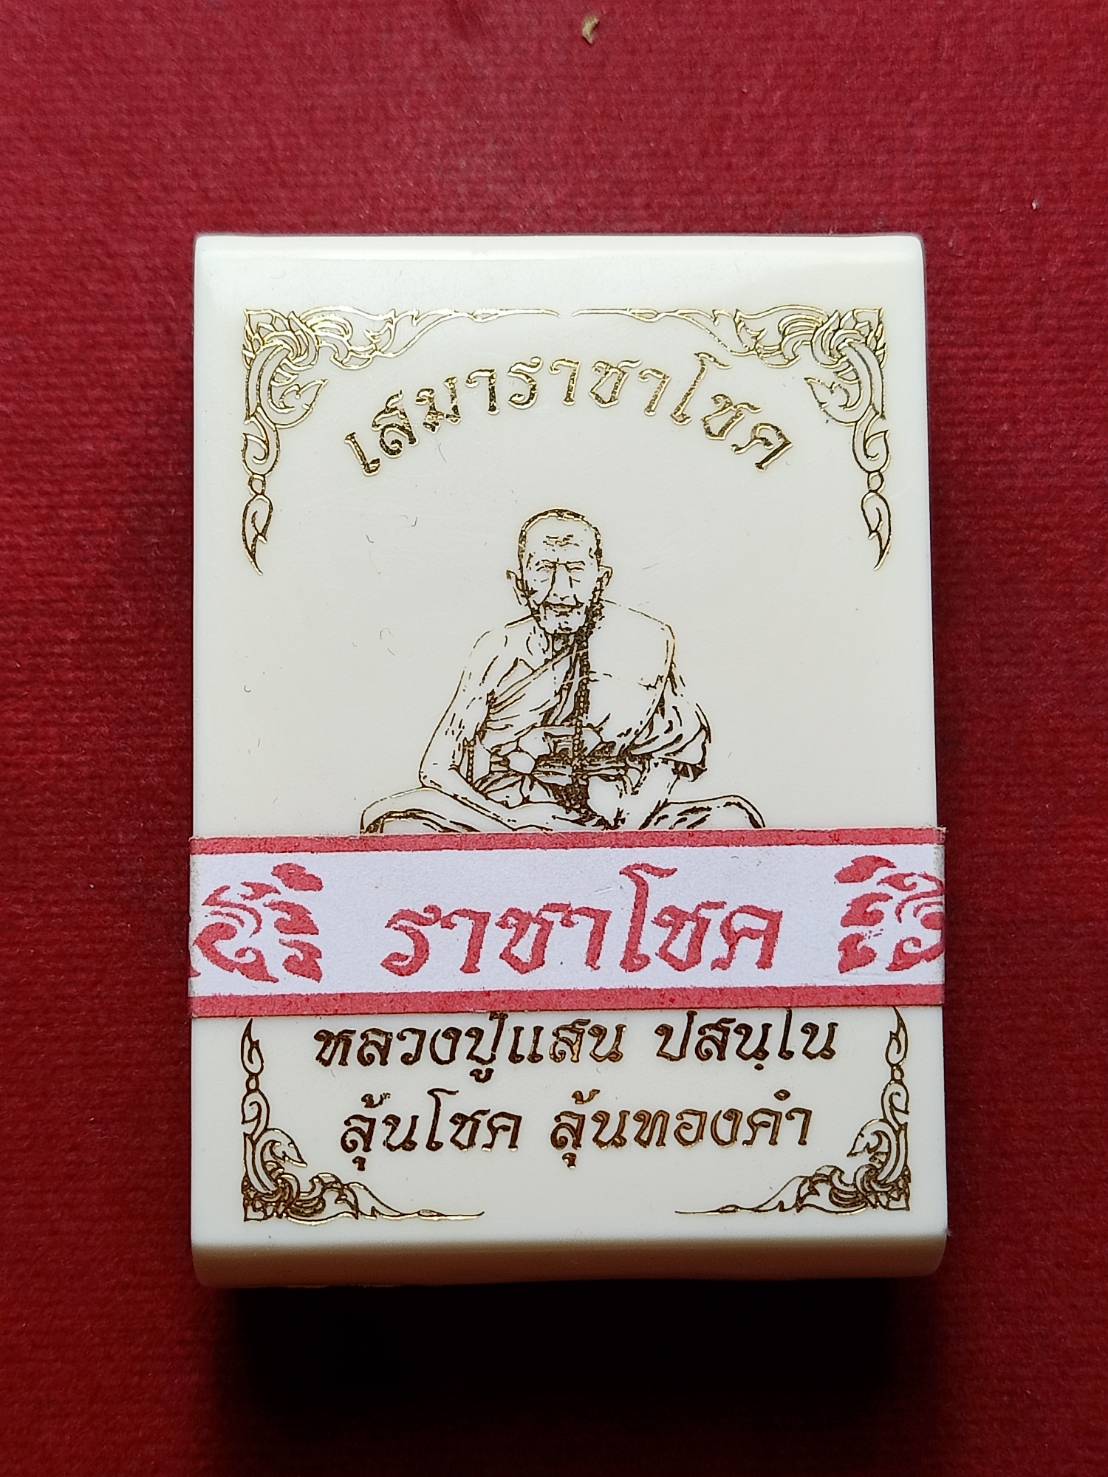 เสมาราชาโชค
ราชาโชค
หลวงปู่แสน ปสนฺโน
ลุ้นโชค ลุ้นทองคำ